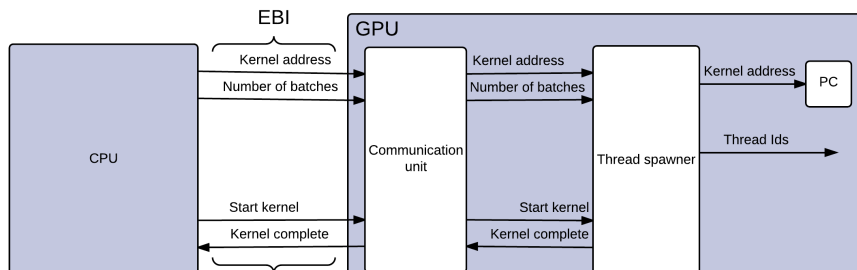 EBI
GPU
Kernel address
Kernel address
Kernel address
Number of batches
Number of batches
PC
CPU
Communication
unit
Thread spawner
Thread Ids
Start kernel
Start kernel
Kernel complete
Kernel complete